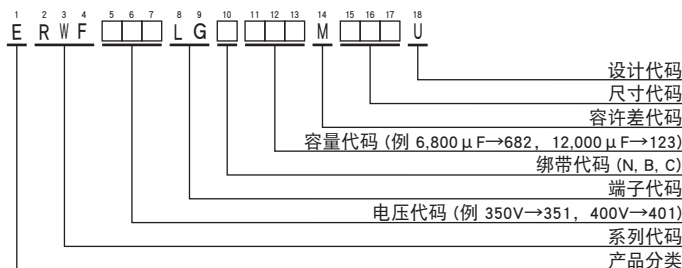 1 2 3 4 5 6 7 8 9 10 11 12 13 14 15 16 17 18
E R W F □□□ L G □ □□□ M □□□ U
设计代码
尺寸代码
容许差代码
容量代码 (例 6,800μF→682, 12,000μF→123)
绑带代码 (N, B, C)
端子代码
电压代码 (例 350V→351, 400V→401)
系列代码
产品分类